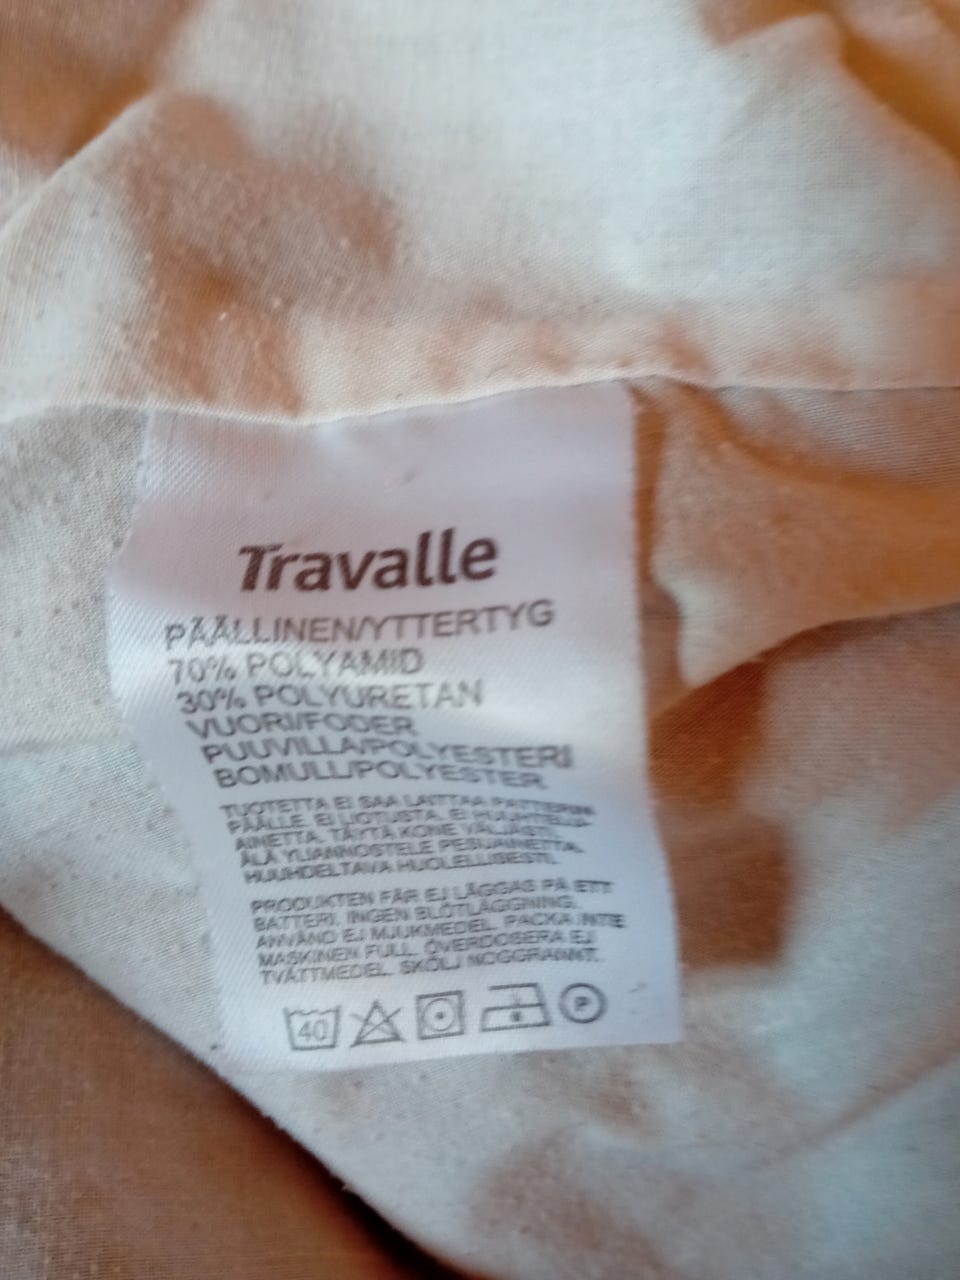 Travalle
PÄÄLLINEN/YTTERTYG
70% POLYAMID
30% POLYURETAN
VUORI/FODER
PUUVILLA/POLYESTERI
BOMULL/POLYESTER
TUOTETTA EI SAA LAITTAA PATTERIN
PÄÄLLE. EI LIOTUSTA. EI HUUHTELU-
AINETTA. TÄYTÄ KONE VÄLJÄSTI.
ÄLÄ YLIANNOSTELE PESUAINETTA.
HUUHDELTAVA HUOLELLISESTI.
PRODUKTEN FÅR EJ LÄGGAS PÅ ETT
BATTERI. INGEN BLÖTLÄGGNING.
ANVÄND EJ MJUKMEDEL. PACKA INTE
MASKINEN FULL. ÖVERDOSERA EJ
TVÄTTMEDEL. SKÖLJ NOGGRANNT.
40 P